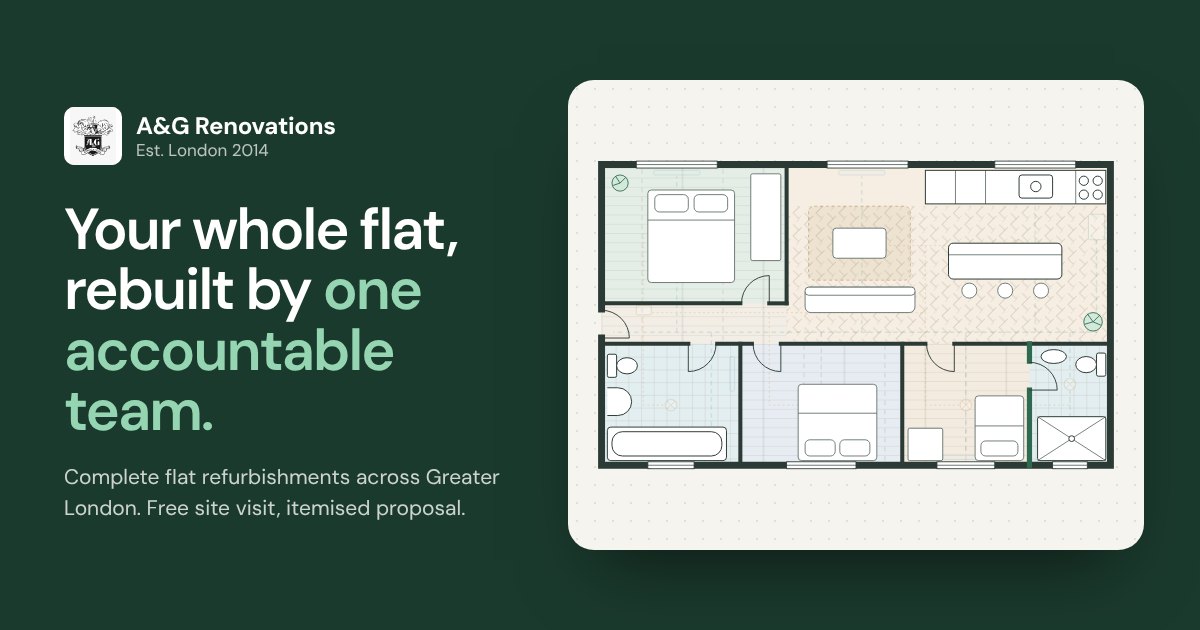 A&G
A&G Renovations
Est. London 2014
Your whole flat,
rebuilt by one
accountable
team.
Complete flat refurbishments across Greater
London. Free site visit, itemised proposal.